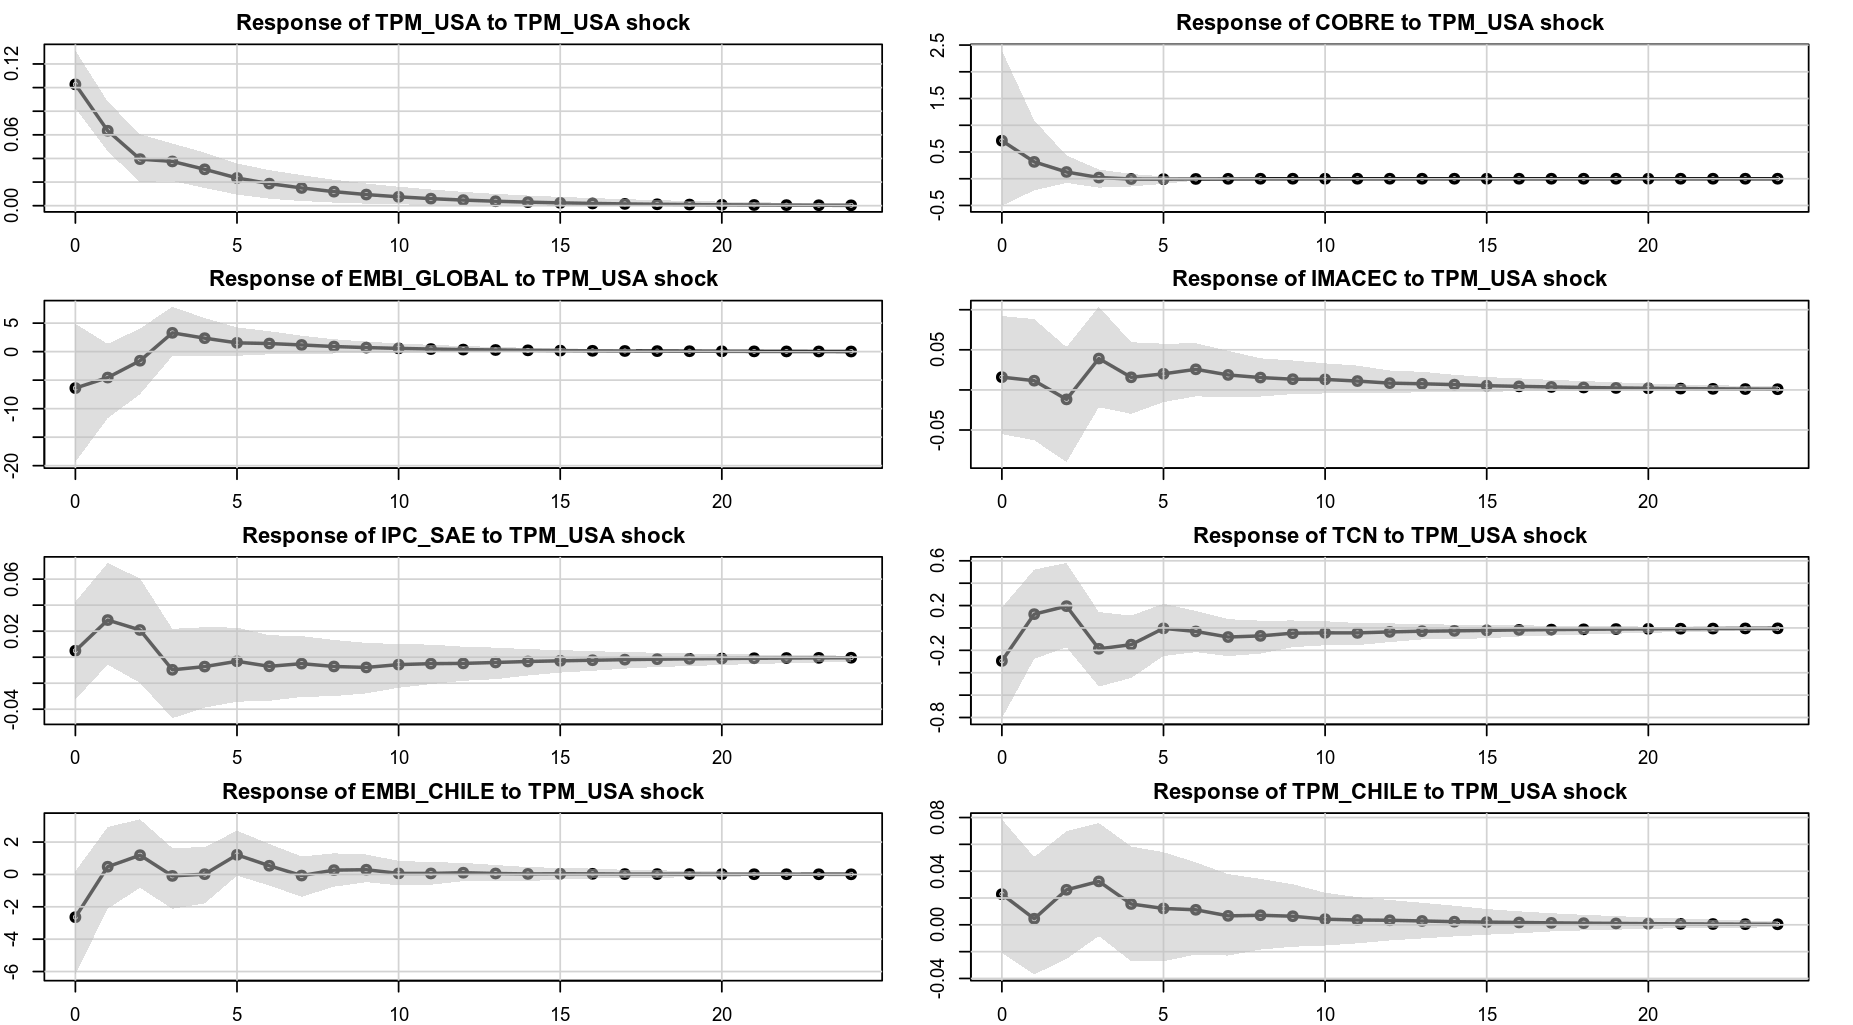 Response of TPM_USA to TPM_USA shock
0.12
0.06
0.00
0 5 10 15 20
Response of COBRE to TPM_USA shock
2.5
1.5
0.5
-0.5
0 5 10 15 20
Response of EMBI_GLOBAL to TPM_USA shock
5
0
-10
-20
0 5 10 15 20
Response of IMACEC to TPM_USA shock
0.05
-0.05
0 5 10 15 20
Response of IPC_SAE to TPM_USA shock
0.06
0.02
-0.04
0 5 10 15 20
Response of TCN to TPM_USA shock
0.6
0.2
-0.2
-0.8
0 5 10 15 20
Response of EMBI_CHILE to TPM_USA shock
2
0
-2
-4
-6
0 5 10 15 20
Response of TPM_CHILE to TPM_USA shock
0.08
0.04
0.00
-0.04
0 5 10 15 20